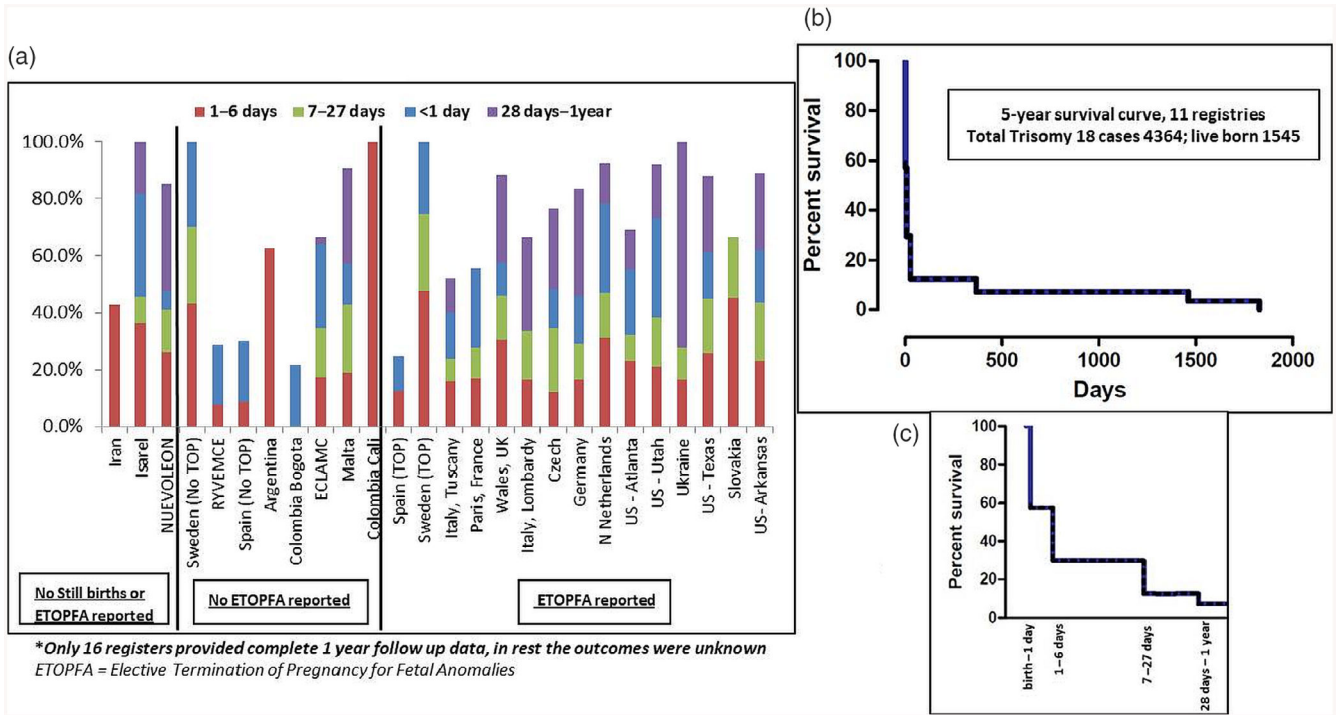 (a)
1–6 days 7–27 days <1 day 28 days–1year
100.0%
80.0%
60.0%
40.0%
20.0%
0.0%
Iran
Isarel
NUEVOLEON
Sweden (No TOP)
RYVEMCE
Spain (No TOP)
Argentina
Colombia Bogota
ECLAMC
Malta
Colombia Cali
Spain (TOP)
Sweden (TOP)
Italy, Tuscany
Paris, France
Wales, UK
Italy, Lombardy
Czech
Germany
N Netherlands
US - Atlanta
US - Utah
Ukraine
US - Texas
Slovakia
US- Arkansas
No Still births or
ETOPFA reported
No ETOPFA reported
ETOPFA reported
*Only 16 registers provided complete 1 year follow up data, in rest the outcomes were unknown
ETOPFA = Elective Termination of Pregnancy for Fetal Anomalies
(b)
5-year survival curve, 11 registries
Total Trisomy 18 cases 4364; live born 1545
Percent survival
100
80
60
40
20
0
0 500 1000 1500 2000
Days
(c)
Percent survival
100
80
60
40
20
0
birth–1 day
1–6 days
7–27 days
28 days – 1 year